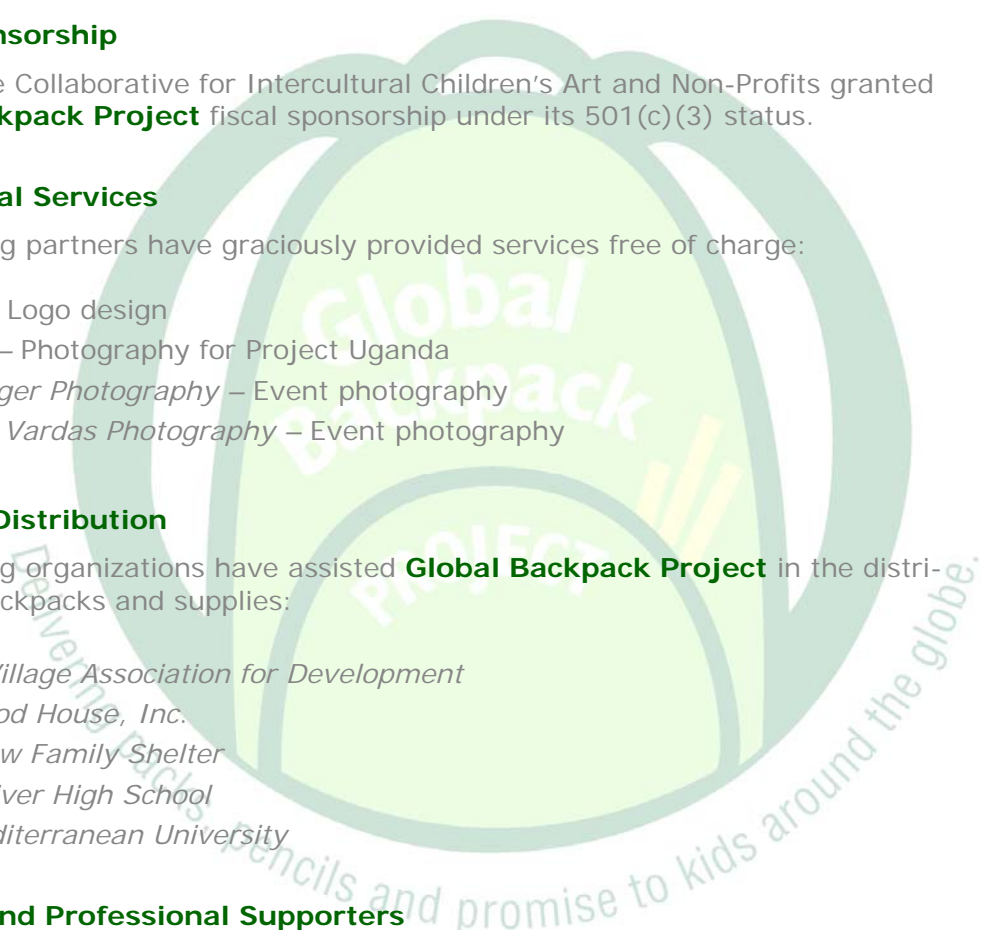 nsorship
e Collaborative for Intercultural Children's Art and Non-Profits granted
kpack Project fiscal sponsorship under its 501(c)(3) status.
al Services
g partners have graciously provided services free of charge:
Logo design
– Photography for Project Uganda
ger Photography – Event photography
Vardas Photography – Event photography
Distribution
g organizations have assisted Global Backpack Project in the distri-
ckpacks and supplies:
Village Association for Development
od House, Inc.
w Family Shelter
iver High School
diterranean University
nd Professional Supporters
Global
Backpack
PROJECT
Delivering packs, pencils and promise to kids around the globe.